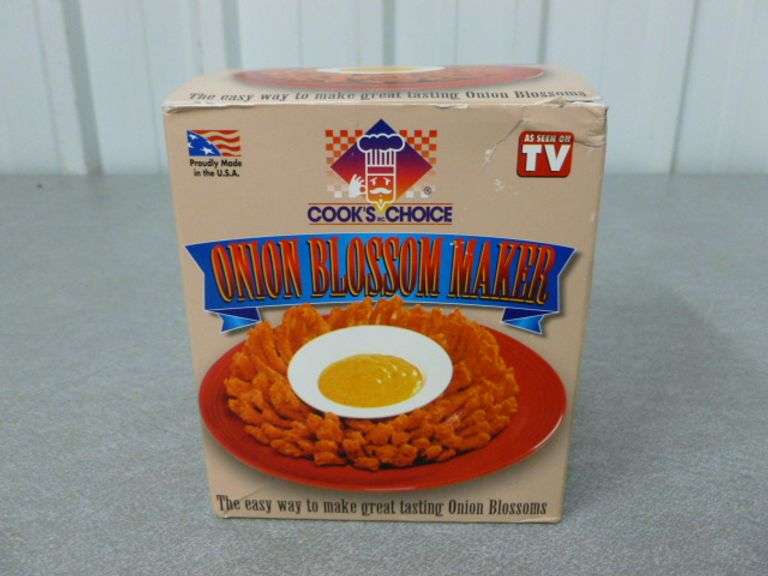 The easy way to make great tasting Onion Blossoms
Proudly Made
in the U.S.A.
AS SEEN ON
TV
®
COOK'S INC. CHOICE
ONION BLOSSOM MAKER
The easy way to make great tasting Onion Blossoms